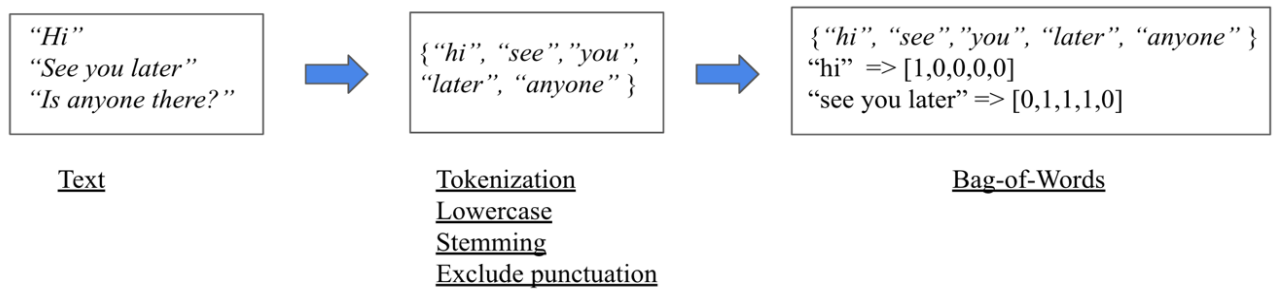 “Hi”
“See you later”
“Is anyone there?”
{“hi”, “see”,”you”,
“later”, “anyone” }
{“hi”, “see”,”you”, “later”, “anyone” }
“hi”  => [1,0,0,0,0]
“see you later” => [0,1,1,1,0]
Text
Tokenization
Lowercase
Stemming
Exclude punctuation
Bag-of-Words